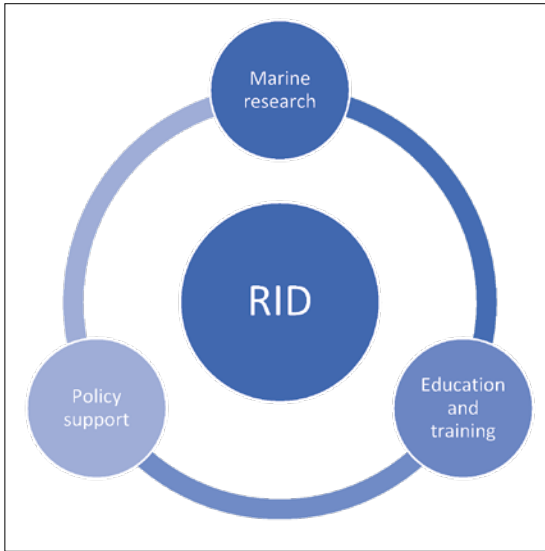 Marine
research
RID
Policy
support
Education
and
training